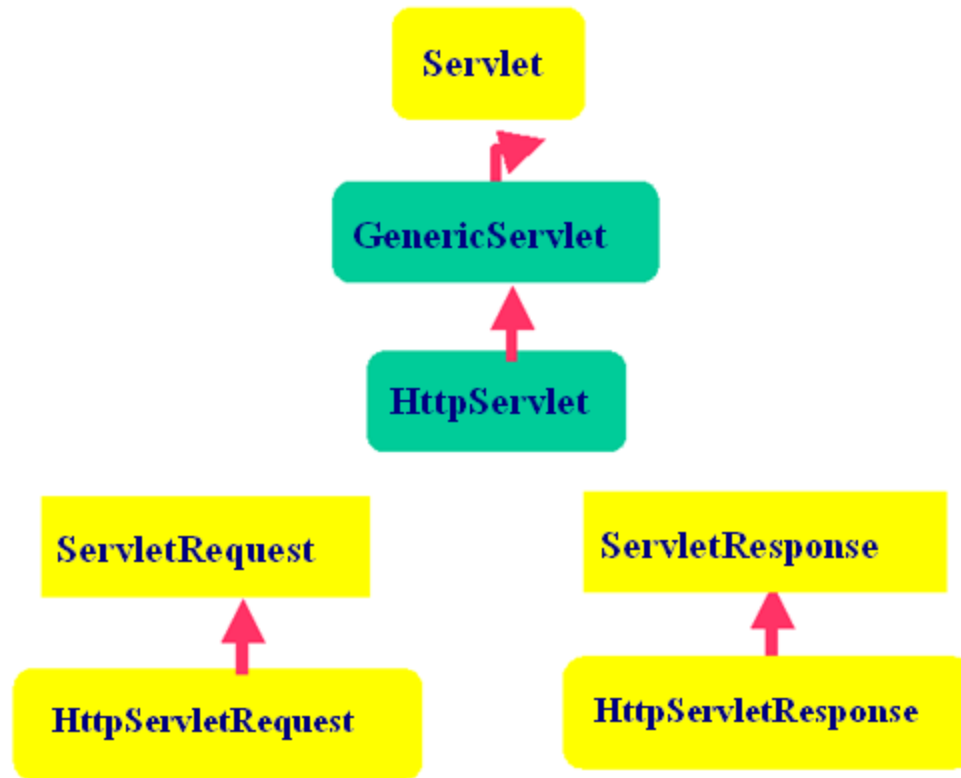 Servlet
GenericServlet
HttpServlet
ServletRequest
ServletResponse
HttpServletRequest
HttpServletResponse